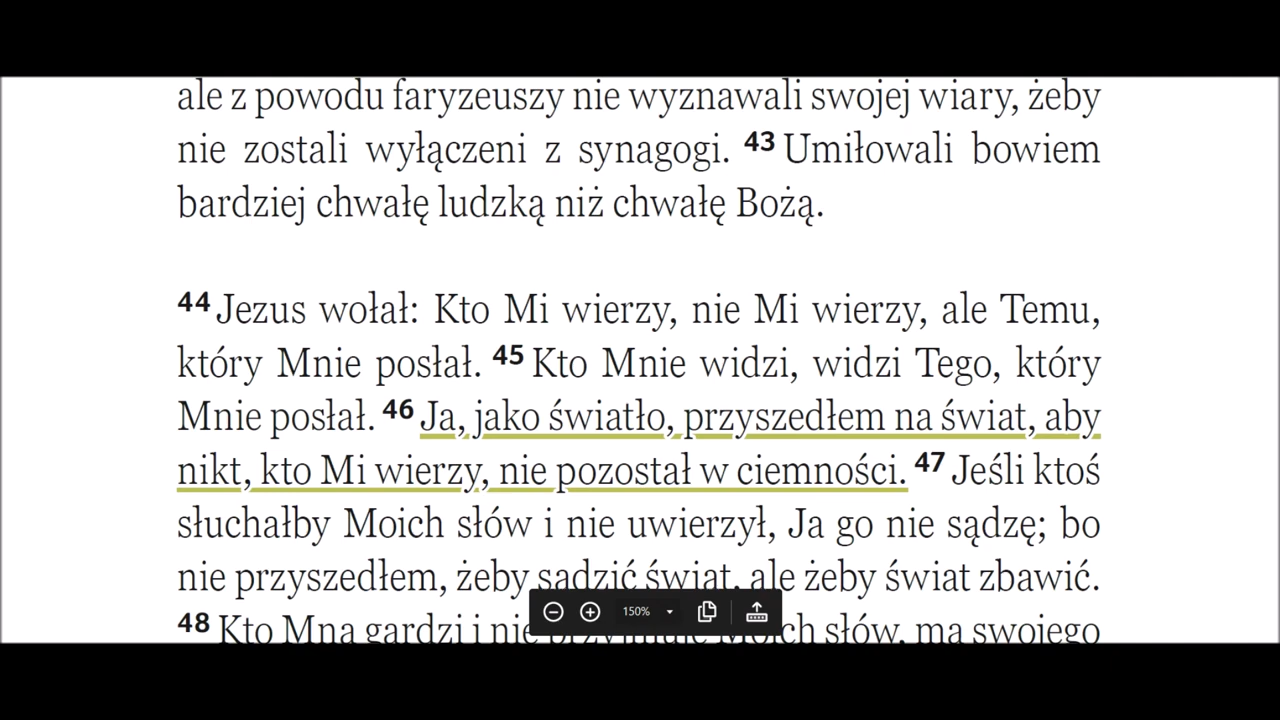 ale z powodu faryzeuszy nie wyznawali swojej wiary, żeby
nie zostali wyłączeni z synagogi. 43 Umiłowali bowiem
bardziej chwałę ludzką niż chwałę Bożą.
44 Jezus wołał: Kto Mi wierzy, nie Mi wierzy, ale Temu,
który Mnie posłał. 45 Kto Mnie widzi, widzi Tego, który
Mnie posłał. 46 Ja, jako światło, przyszedłem na świat, aby
nikt, kto Mi wierzy, nie pozostał w ciemności. 47 Jeśli ktoś
słuchałby Moich słów i nie uwierzył, Ja go nie sądzę; bo
nie przyszedłem, żeby sądzić świat, ale żeby świat zbawić.
48 Kto Mną gardzi i nie słów, ma swojego
150%